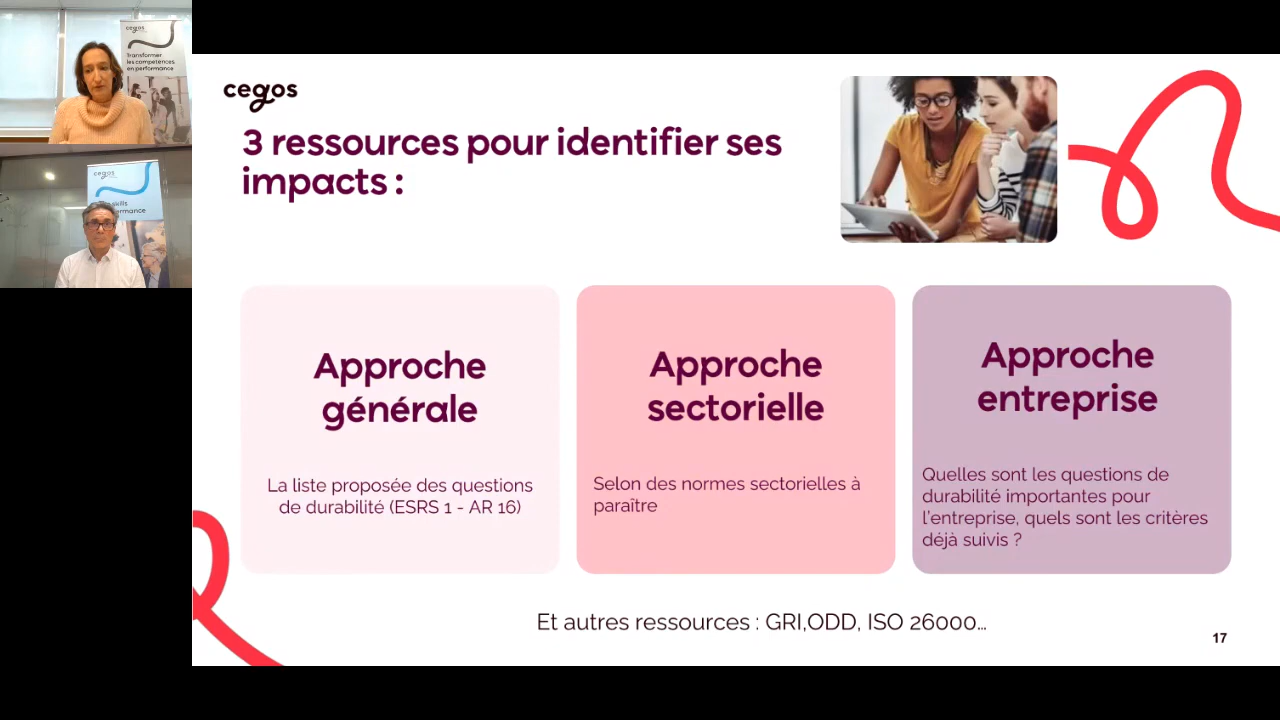 cegos
Transformer
les compétences
en performance
cegos
skills
rmance
cegos
3 ressources pour identifier ses
impacts :
Approche
générale
La liste proposée des questions
de durabilité (ESRS 1 - AR 16)
Approche
sectorielle
Selon des normes sectorielles à
paraître
Approche
entreprise
Quelles sont les questions de
durabilité importantes pour
l'entreprise, quels sont les critères
déjà suivis ?
Et autres ressources : GRI,ODD, ISO 26000…
17